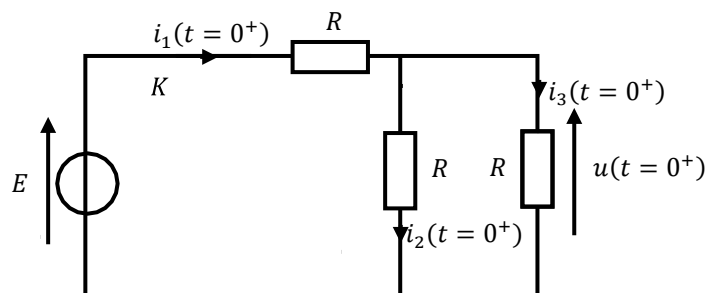 R
i₁(t = 0⁺)
K
i₃(t = 0⁺)
E
R
R
u(t = 0⁺)
i₂(t = 0⁺)